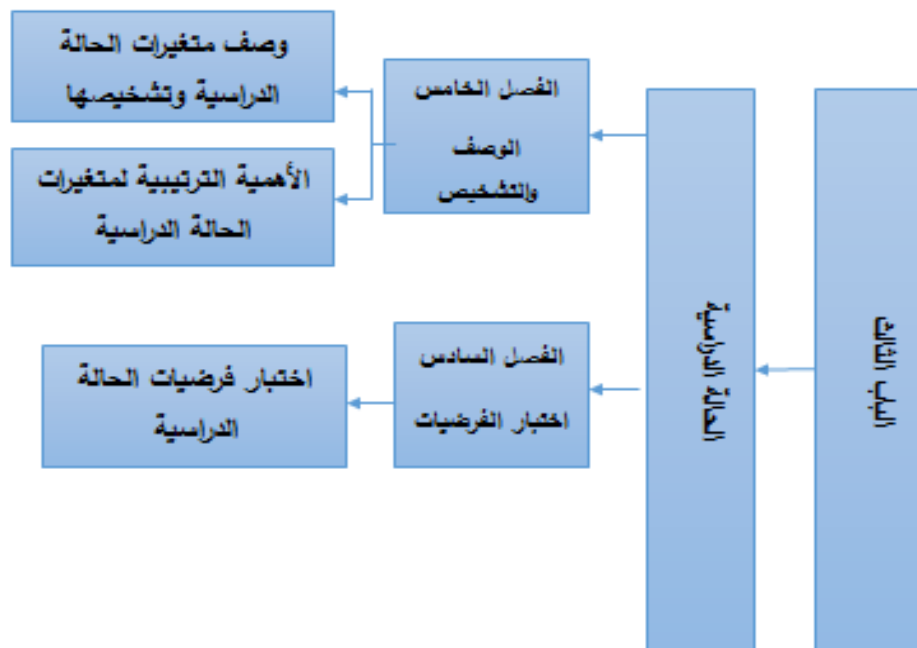 الباب الثالث
الحالة الدراسية
الفصل الخامس
الوصف
والتشخيص
وصف متغيرات الحالة
الدراسية وتشخيصها
الأهمية الترتيبية لمتغيرات
الحالة الدراسية
الفصل السادس
اختبار الفرضيات
اختبار فرضيات الحالة
الدراسية